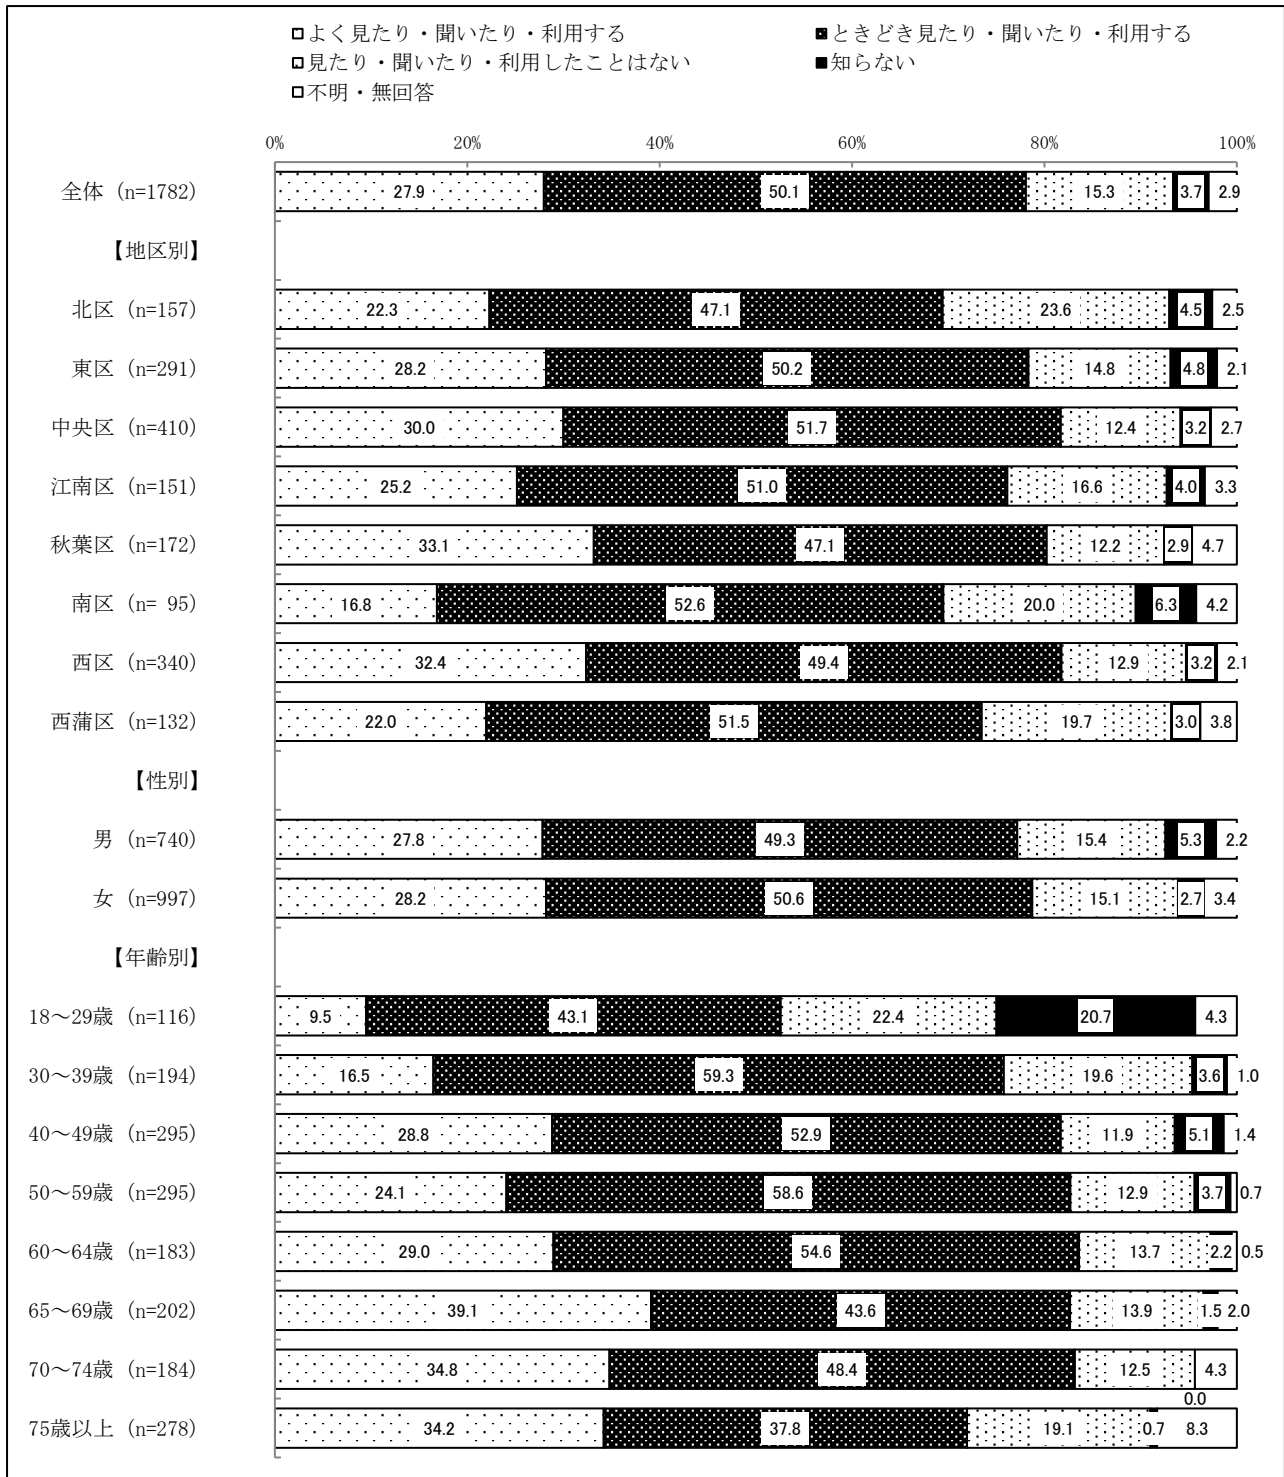 よく見たり・聞いたり・利用する ときどき見たり・聞いたり・利用する
見たり・聞いたり・利用したことはない 知らない
不明・無回答
0% 20% 40% 60% 80% 100%
全体 (n=1782) 27.9 50.1 15.3 3.7 2.9
【地区別】
北区 (n=157) 22.3 47.1 23.6 4.5 2.5
東区 (n=291) 28.2 50.2 14.8 4.8 2.1
中央区 (n=410) 30.0 51.7 12.4 3.2 2.7
江南区 (n=151) 25.2 51.0 16.6 4.0 3.3
秋葉区 (n=172) 33.1 47.1 12.2 2.9 4.7
南区 (n= 95) 16.8 52.6 20.0 6.3 4.2
西区 (n=340) 32.4 49.4 12.9 3.2 2.1
西蒲区 (n=132) 22.0 51.5 19.7 3.0 3.8
【性別】
男 (n=740) 27.8 49.3 15.4 5.3 2.2
女 (n=997) 28.2 50.6 15.1 2.7 3.4
【年齢別】
18～29歳 (n=116) 9.5 43.1 22.4 20.7 4.3
30～39歳 (n=194) 16.5 59.3 19.6 3.6 1.0
40～49歳 (n=295) 28.8 52.9 11.9 5.1 1.4
50～59歳 (n=295) 24.1 58.6 12.9 3.7 0.7
60～64歳 (n=183) 29.0 54.6 13.7 2.2 0.5
65～69歳 (n=202) 39.1 43.6 13.9 1.5 2.0
70～74歳 (n=184) 34.8 48.4 12.5 4.3
0.0
75歳以上 (n=278) 34.2 37.8 19.1 0.7 8.3